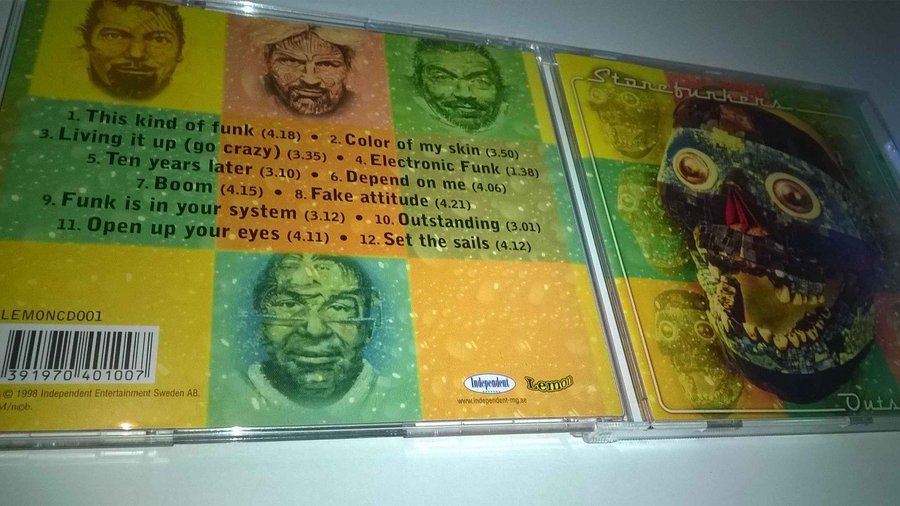 1. This kind of funk (4.18) • 2. Color of my skin (3.50)
3. Living it up (go crazy) (3.35) • 4. Electronic Funk (1.38)
5. Ten years later (3.10) • 6. Depend on me (4.06)
7. Boom (4.15) • 8. Fake attitude (4.21)
9. Funk is in your system (3.12) • 10. Outstanding (3.01)
11. Open up your eyes (4.11) • 12. Set the sails (4.12)
LEMONCD001
391970 401007
© 1998 Independent Entertainment Sweden AB.
Independent
Lemon
www.independent-mg.se
Stonefunkers
Outs